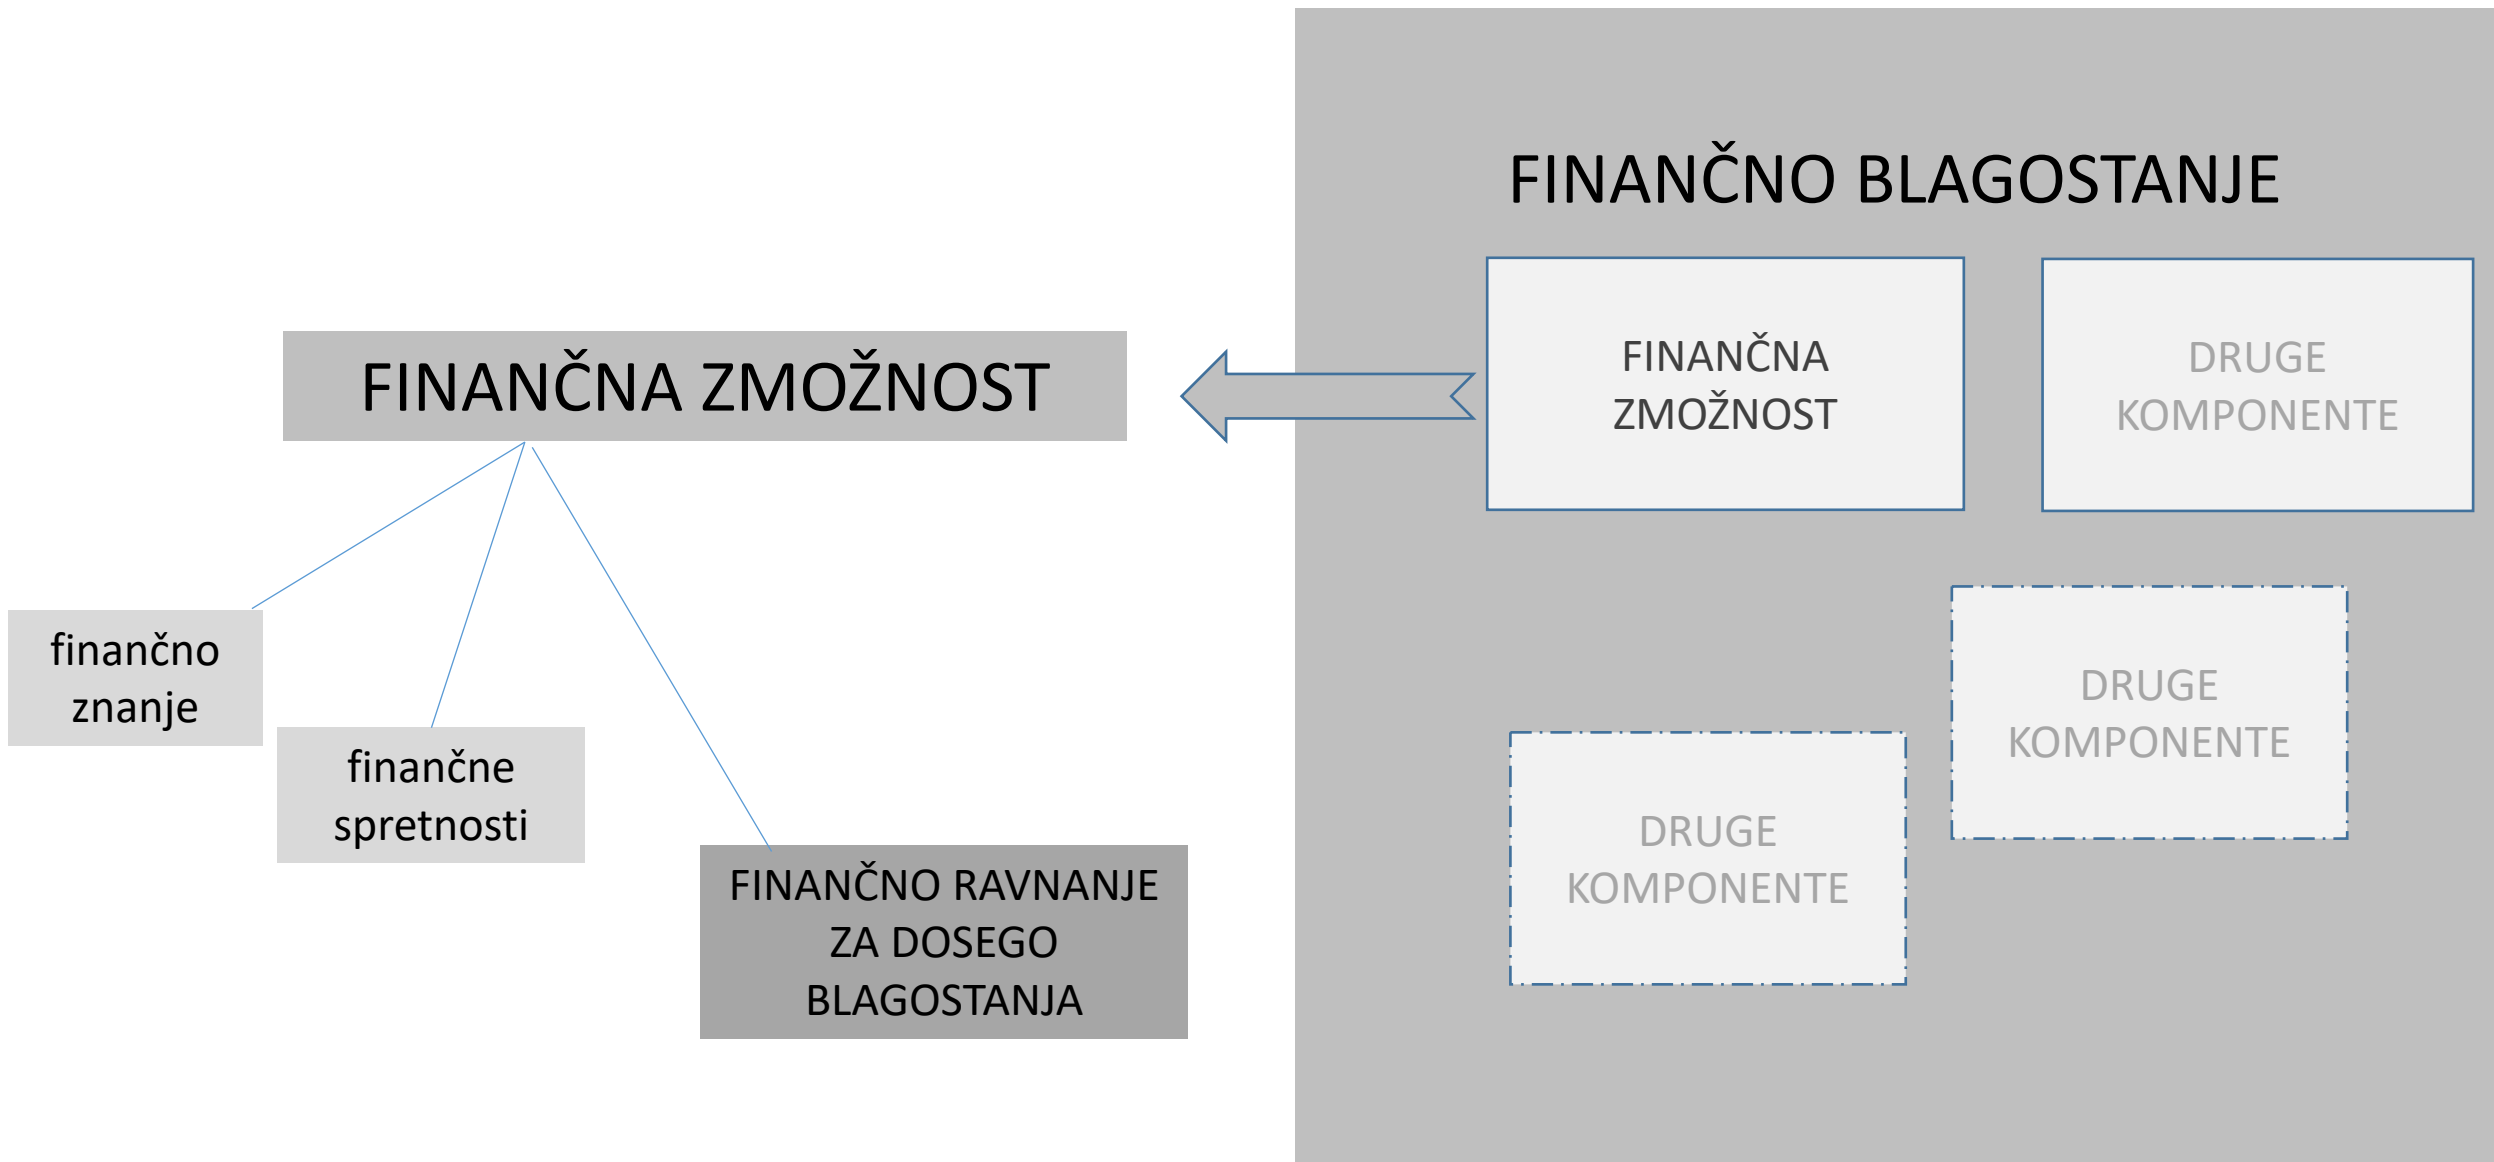 FINANČNO BLAGOSTANJE
FINANČNA ZMOŽNOST
FINANČNA
ZMOŽNOST
DRUGE
KOMPONENTE
finančno
znanje
finančne
spretnosti
FINANČNO RAVNANJE
ZA DOSEGO
BLAGOSTANJA
DRUGE
KOMPONENTE
DRUGE
KOMPONENTE